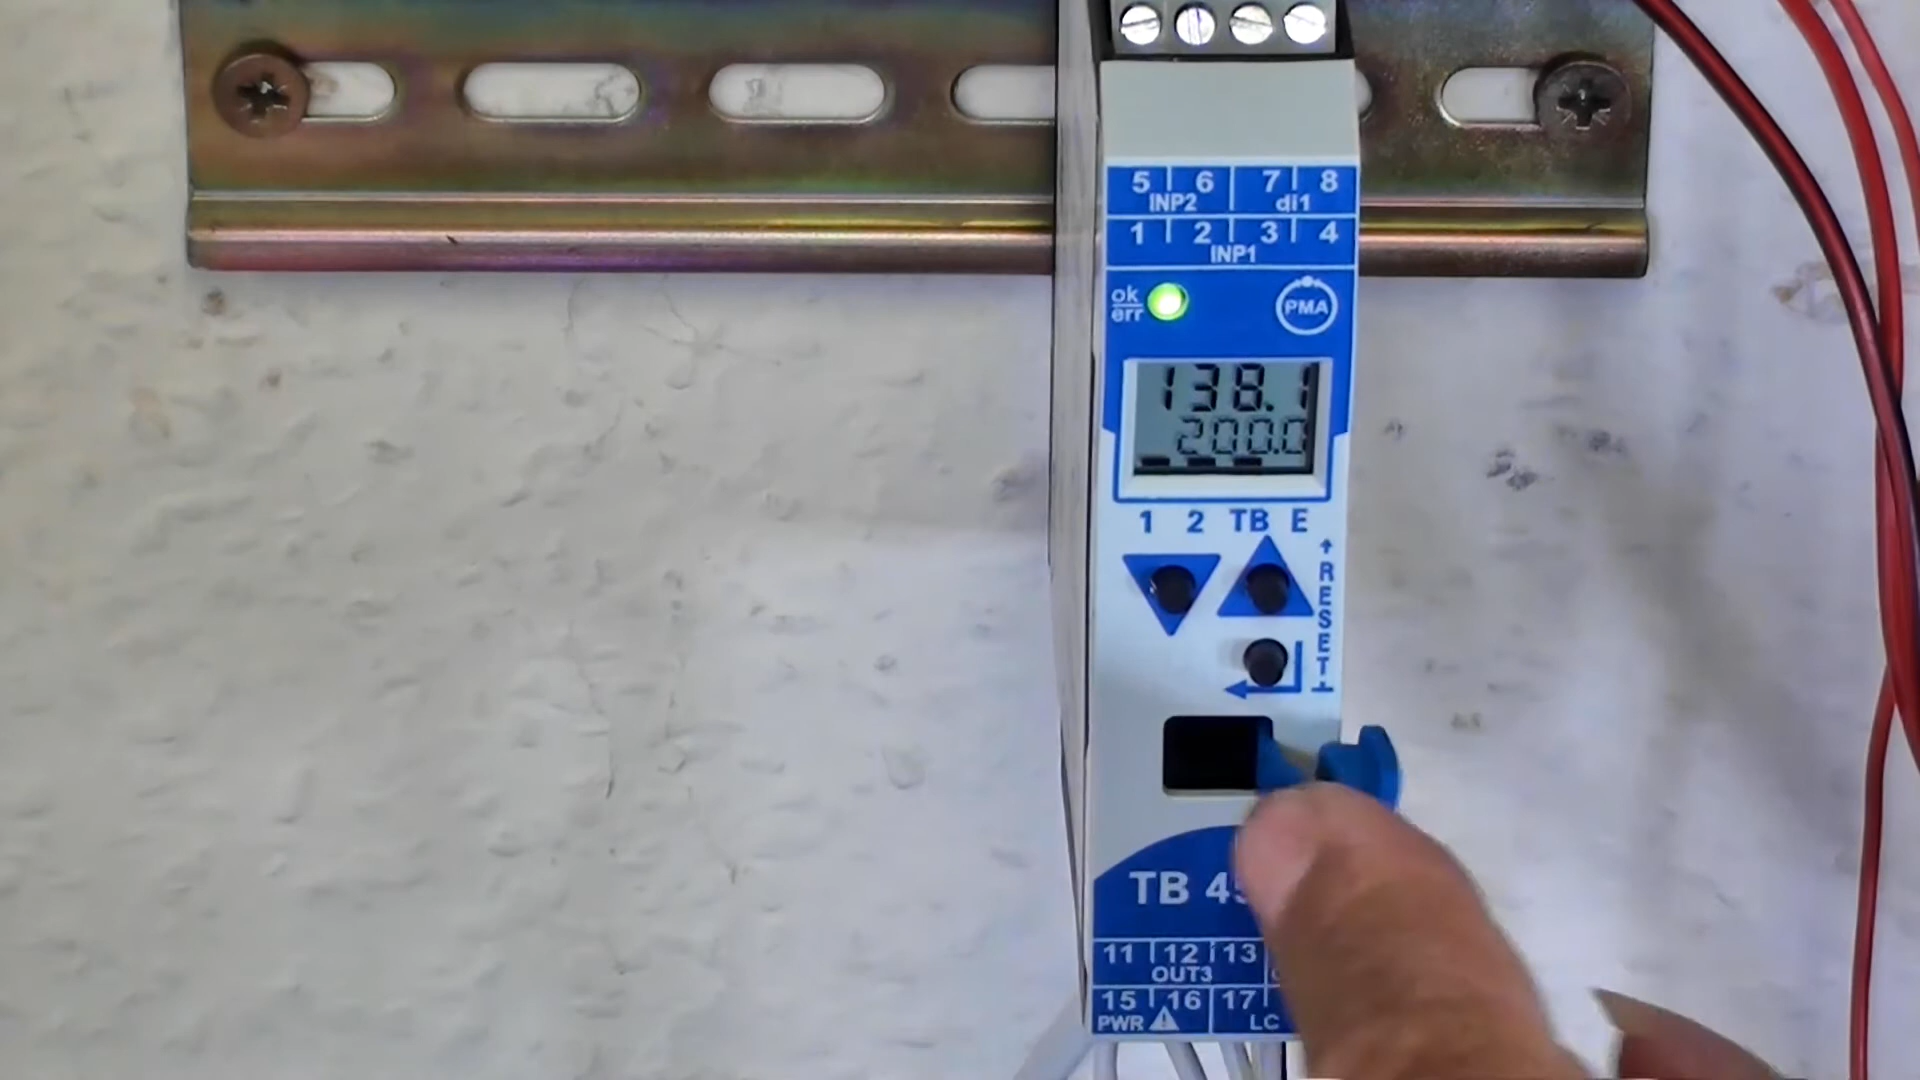 5 6 7 8
INP2 di1
1 2 3 4
INP1
ok
err
PMA
138.1
200.0
1 2 TB E
RESET
TB 4
11 12 13
OUT3
15 16 17
PWR LC